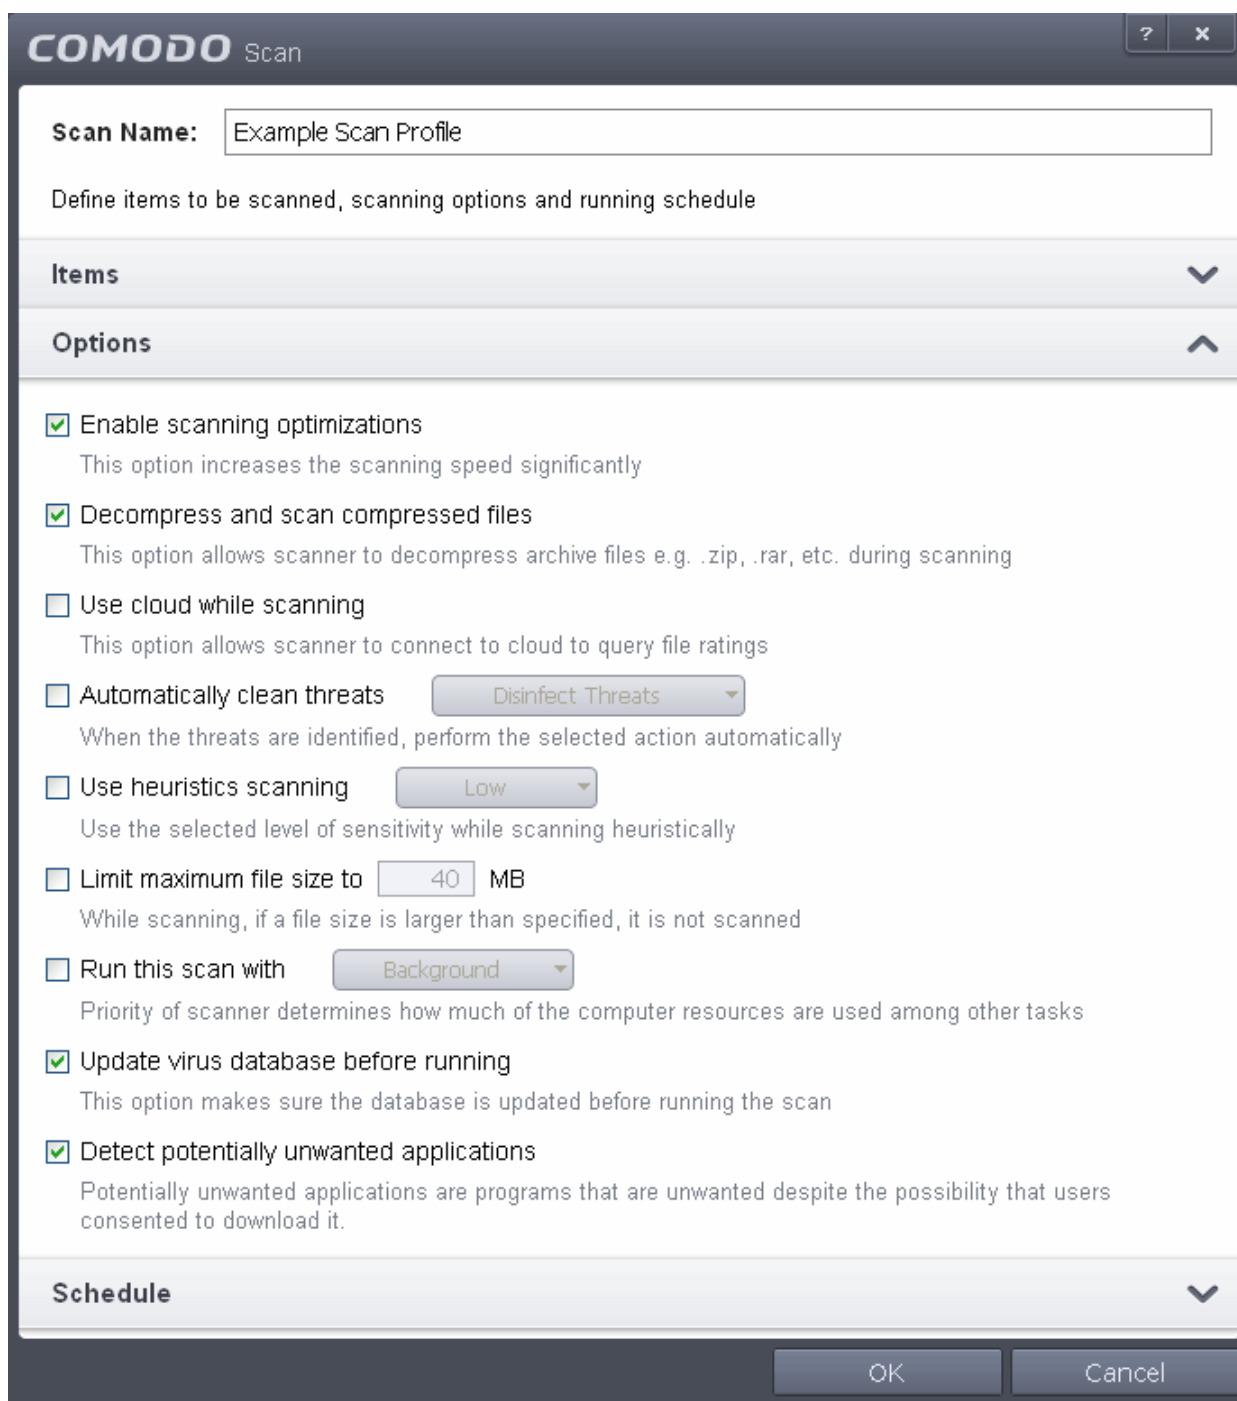 COMODO Scan
? x
Scan Name: Example Scan Profile
Define items to be scanned, scanning options and running schedule
Items
Options
Enable scanning optimizations
This option increases the scanning speed significantly
Decompress and scan compressed files
This option allows scanner to decompress archive files e.g. .zip, .rar, etc. during scanning
Use cloud while scanning
This option allows scanner to connect to cloud to query file ratings
Automatically clean threats Disinfect Threats
When the threats are identified, perform the selected action automatically
Use heuristics scanning Low
Use the selected level of sensitivity while scanning heuristically
Limit maximum file size to 40 MB
While scanning, if a file size is larger than specified, it is not scanned
Run this scan with Background
Priority of scanner determines how much of the computer resources are used among other tasks
Update virus database before running
This option makes sure the database is updated before running the scan
Detect potentially unwanted applications
Potentially unwanted applications are programs that are unwanted despite the possibility that users
consented to download it.
Schedule
OK Cancel